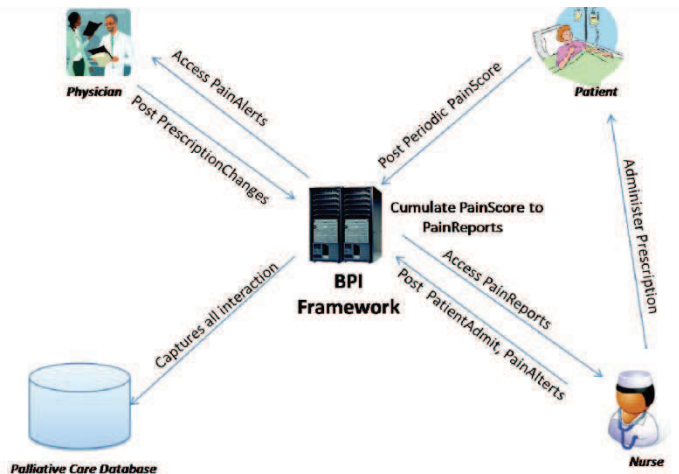 Physician
Access PainAlerts
Post PrescriptionChanges
Patient
Post Periodic PainScore
Administer Prescription
Cumulate PainScore to
PainReports
BPI
Framework
Access PainReports
Post PatientAdmit, PainAlterts
Captures all interaction
Palliative Care Database
Nurse